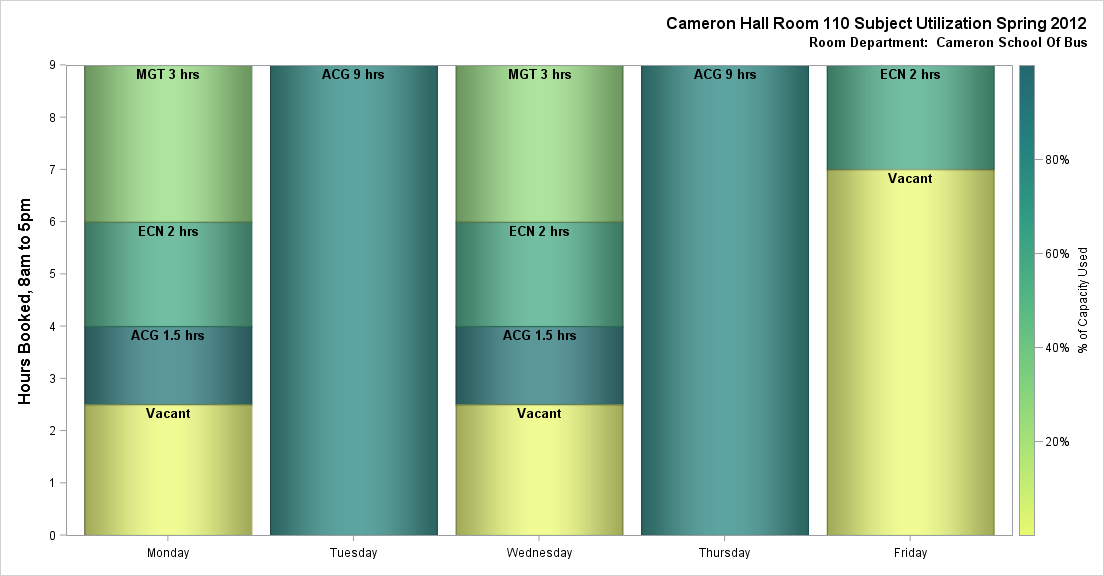 Cameron Hall Room 110 Subject Utilization Spring 2012
Room Department:  Cameron School Of Bus
Hours Booked, 8am to 5pm
9
8
7
6
5
4
3
2
1
0
MGT 3 hrs
ECN 2 hrs
ACG 1.5 hrs
Vacant
ACG 9 hrs
MGT 3 hrs
ECN 2 hrs
ACG 1.5 hrs
Vacant
ACG 9 hrs
ECN 2 hrs
Vacant
Monday
Tuesday
Wednesday
Thursday
Friday
80%
60%
40%
20%
% of Capacity Used